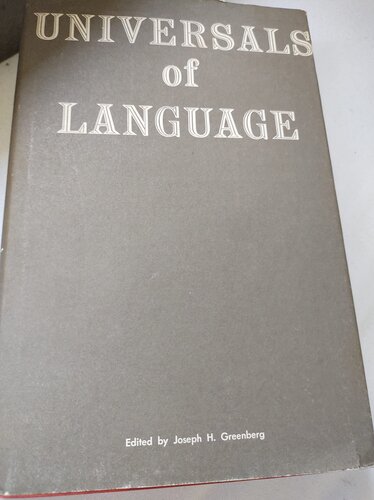 UNIVERSALS
of
LANGUAGE
Edited by Joseph H. Greenberg